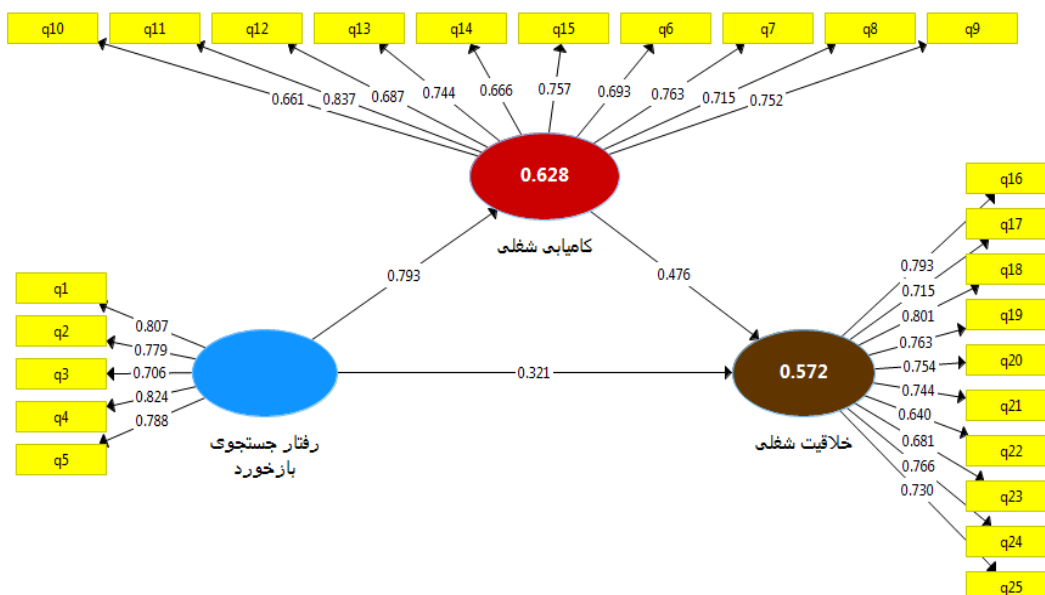 q10
q11
q12
q13
q14
q15
q6
q7
q8
q9
0.661
0.837
0.687
0.744
0.666
0.757
0.693
0.763
0.715
0.752
0.628
کامیابی شغلی
q16
q17
q18
q19
q20
q21
q22
q23
q24
q25
0.793
0.715
0.801
0.763
0.754
0.744
0.640
0.681
0.766
0.730
0.793
0.476
q1
q2
q3
q4
q5
0.807
0.779
0.706
0.824
0.788
0.321
0.572
رفتار جستجوی
بازخورد
خلاقیت شغلی